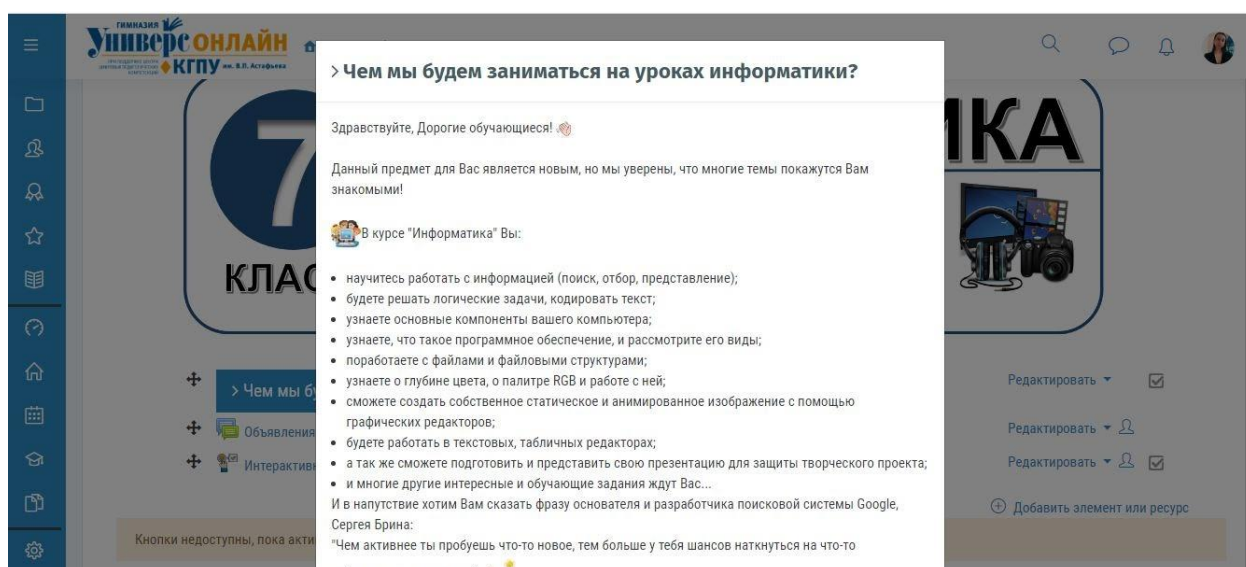 ГИМНАЗИЯ
Универс ОНЛАЙН
КГПУ им. В.П. Астафьева
> Чем мы будем заниматься на уроках информатики?
Здравствуйте, Дорогие обучающиеся!
Данный предмет для Вас является новым, но мы уверены, что многие темы покажутся Вам
знакомыми!
В курсе "Информатика" Вы:
• научитесь работать с информацией (поиск, отбор, представление);
• будете решать логические задачи, кодировать текст;
• узнаете основные компоненты вашего компьютера;
• узнаете, что такое программное обеспечение, и рассмотрите его виды;
• поработаете с файлами и файловыми структурами;
• узнаете о глубине цвета, о палитре RGB и работе с ней;
• сможете создать собственное статическое и анимированное изображение с помощью
графических редакторов;
• будете работать в текстовых, табличных редакторах;
• а так же сможете подготовить и представить свою презентацию для защиты творческого проекта;
• и многие другие интересные и обучающие задания ждут Вас...
И в напутствие хотим Вам сказать фразу основателя и разработчика поисковой системы Google,
Сергея Брина:
"Чем активнее ты пробуешь что-то новое, тем больше у тебя шансов наткнуться на что-то
7
КЛАС
ИКА
> Чем мы бу
Редактировать
Объявления
Редактировать
Интерактив
Редактировать
Добавить элемент или ресурс
Кнопки недоступны, пока акти